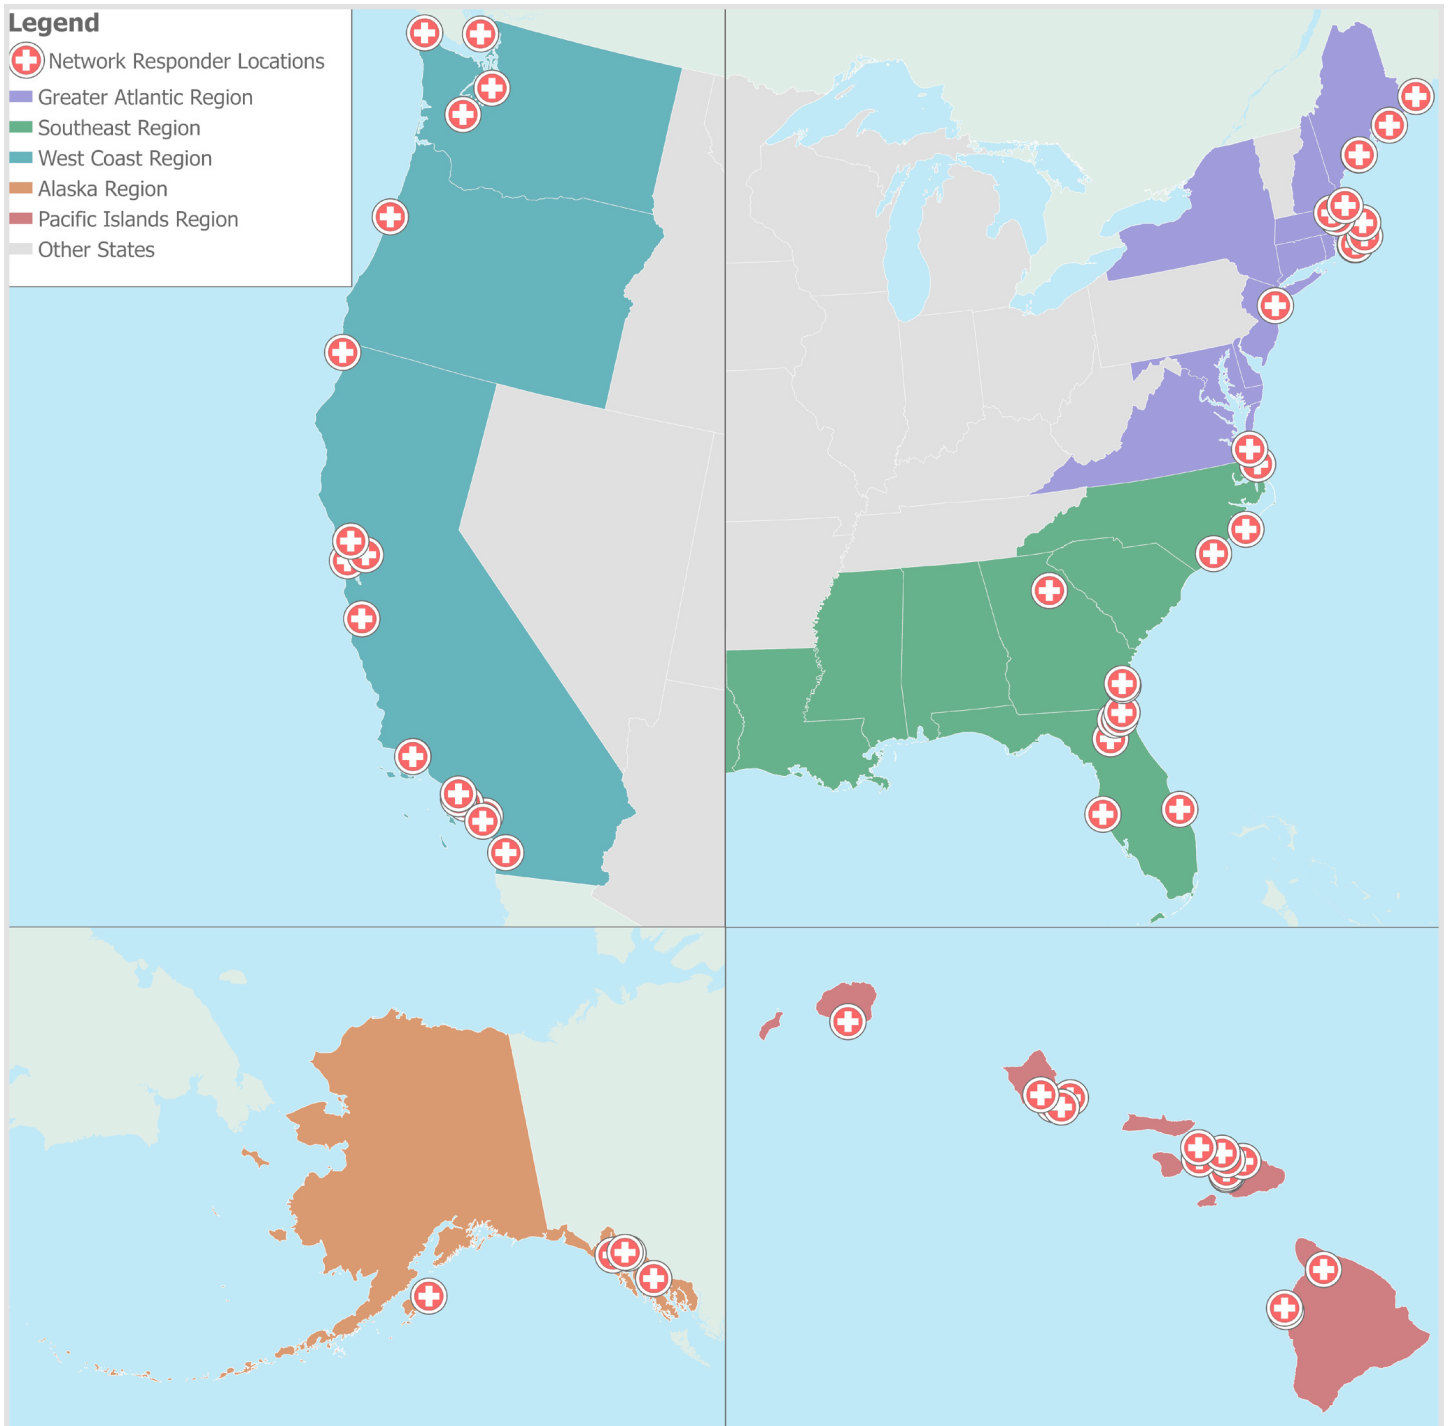 Legend
Network Responder Locations
Greater Atlantic Region
Southeast Region
West Coast Region
Alaska Region
Pacific Islands Region
Other States